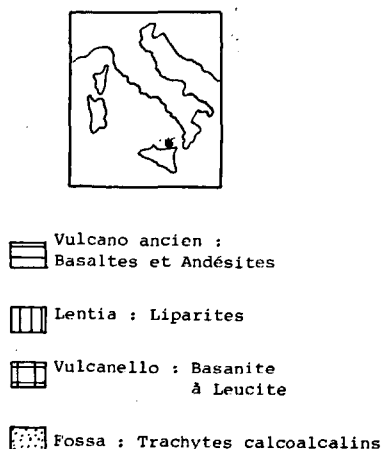 Vulcano ancien :
Basaltes et Andésites
Lentia : Liparites
Vulcanello : Basanite
à Leucite
Fossa : Trachytes calcoalcalins